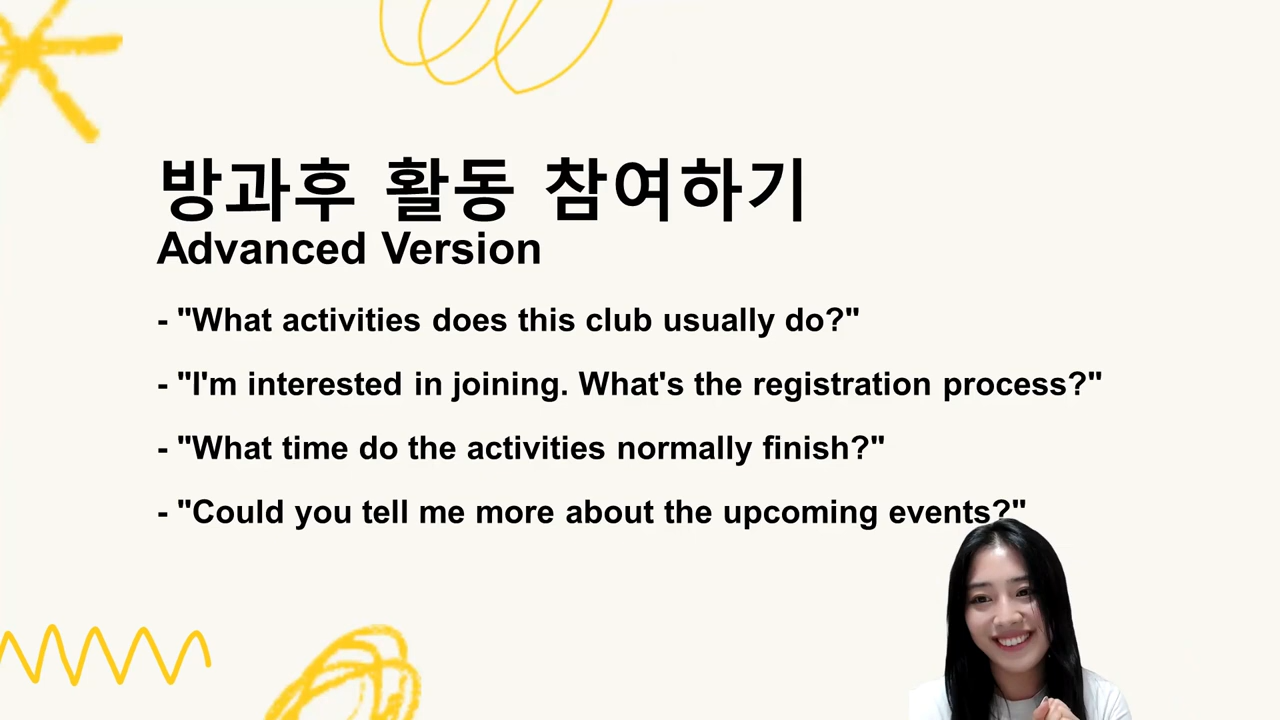 방과후 활동 참여하기
Advanced Version
- "What activities does this club usually do?"
- "I'm interested in joining. What's the registration process?"
- "What time do the activities normally finish?"
- "Could you tell me more about the upcoming events?"